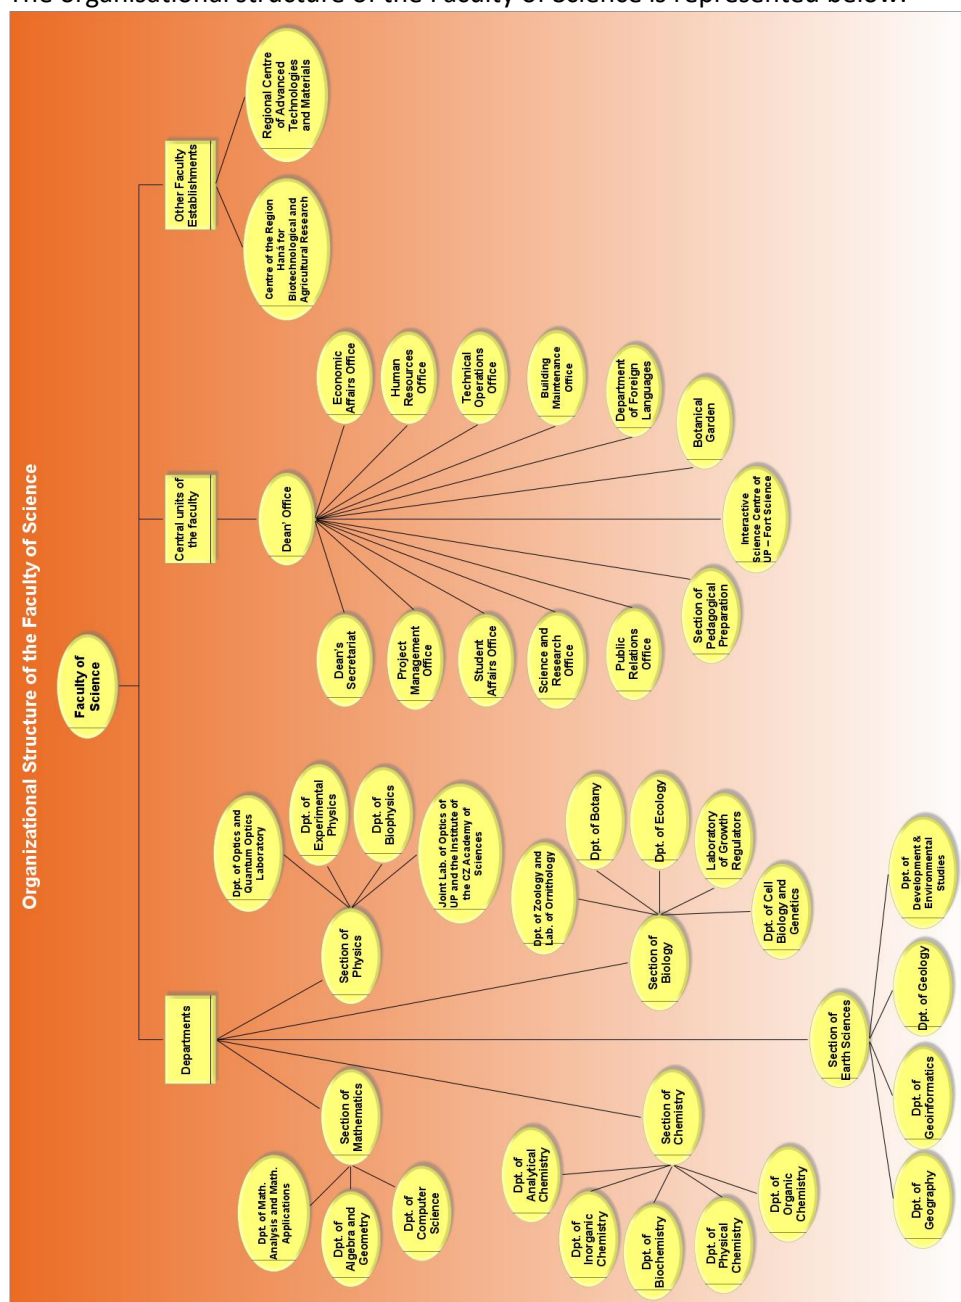 The organisational structure of the Faculty of Science is represented below:
Organizational Structure of the Faculty of Science
Faculty of
Science
Departments
Central units of
the faculty
Other Faculty
Establishments
Section of
Mathematics
Dpt. of Math.
Analysis and Math.
Applications
Dpt. of
Algebra and
Geometry
Dpt. of
Computer
Science
Section of
Chemistry
Dpt. of
Analytical
Chemistry
Dpt. of
Inorganic
Chemistry
Dpt. of
Biochemistry
Dpt. of
Physical
Chemistry
Dpt. of
Organic
Chemistry
Section of
Earth Sciences
Dpt. of
Geography
Dpt. of
Geoinformatics
Dpt. of Geology
Dpt. of
Development &
Environmental
Studies
Section of
Physics
Dpt. of Optics and
Quantum Optics
Laboratory
Dpt. of
Experimental
Physics
Dpt. of
Biophysics
Joint Lab. of Optics of
UP and the Institute of
the CZ Academy of
Sciences
Section of
Biology
Dpt. of Zoology and
Lab. of Ornithology
Dpt. of Botany
Dpt. of Ecology
Laboratory
of Growth
Regulators
Dpt. of Cell
Biology and
Genetics
Dean' Office
Dean's
Secretariat
Project
Management
Office
Student
Affairs Office
Science and
Research
Office
Public
Relations
Office
Section of
Pedagogical
Preparation
Interactive
Science Centre of
UP – Fort Science
Botanical
Garden
Department
of Foreign
Languages
Building
Maintenance
Office
Technical
Operations
Office
Human
Resources
Office
Economic
Affairs Office
Centre of the Region
Haná for
Biotechnological and
Agricultural Research
Regional Centre
of Advanced
Technologies
and Materials